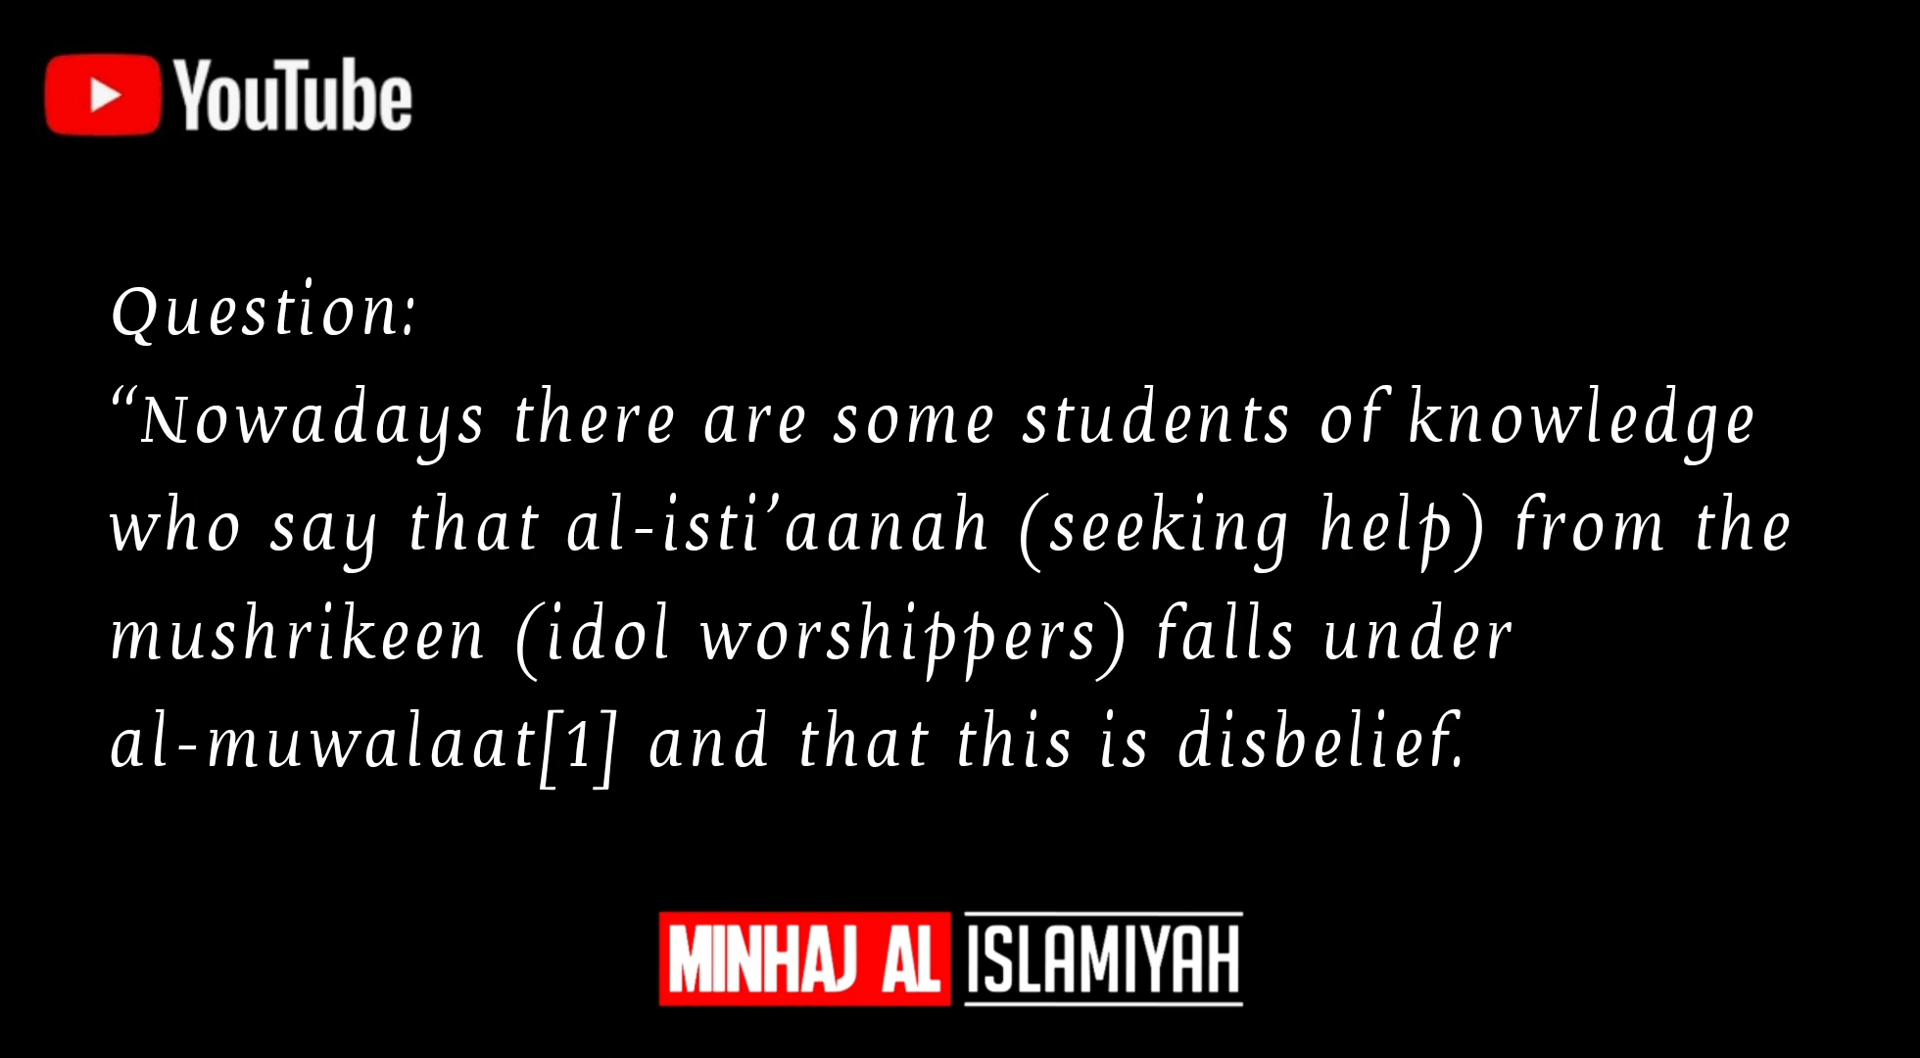 YouTube
Question:
“Nowadays there are some students of knowledge
who say that al-isti’aanah (seeking help) from the
mushrikeen (idol worshippers) falls under
al-muwalaat[1] and that this is disbelief.
MINHAJ AL ISLAMIYAH